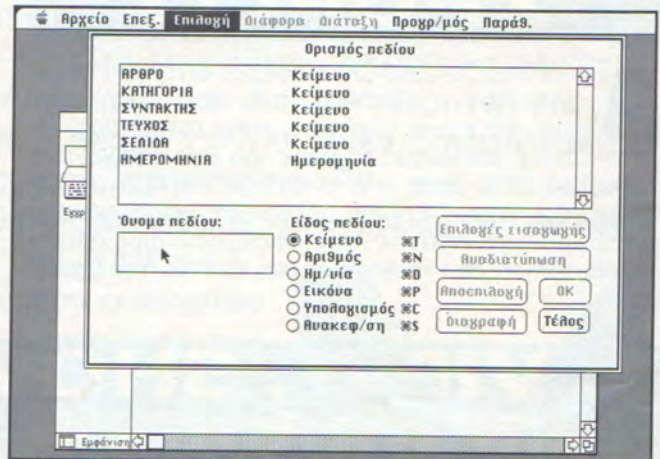 Αρχείο Επεξ. Επιλογή Διάφορα Διάταξη Προγρ/μός Παράθ.
Ορισμός πεδίου
ΑΡΘΡΟ Κείμενο
ΚΑΤΗΓΟΡΙΑ Κείμενο
ΣΥΝΤΑΚΤΗΣ Κείμενο
ΤΕΥΧΟΣ Κείμενο
ΣΕΛΙΔΑ Κείμενο
ΗΜΕΡΟΜΗΝΙΑ Ημερομηνία
Όνομα πεδίου:
Είδος πεδίου:
Κείμενο ⌘T
Αριθμός ⌘N
Ημ/νία ⌘D
Εικόνα ⌘P
Υπολογισμός ⌘C
Ανακεφ/ση ⌘S
Επιλογές εισαγωγής
Αναδιατύπωση
Αποεπιλογή OK
Διαγραφή Τέλος
Εμφάνιση